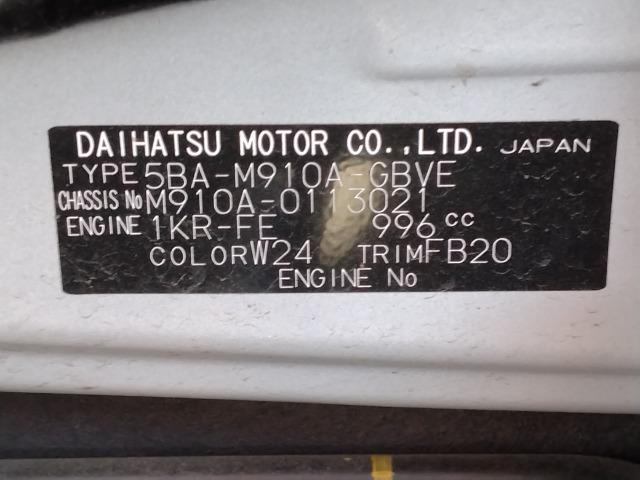 DAIHATSU MOTOR CO.,LTD. JAPAN
TYPE 5BA-M910A-GBVE
CHASSIS No M910A-0113021
ENGINE 1KR-FE 996 cc
COLOR W24 TRIM FB20
ENGINE No